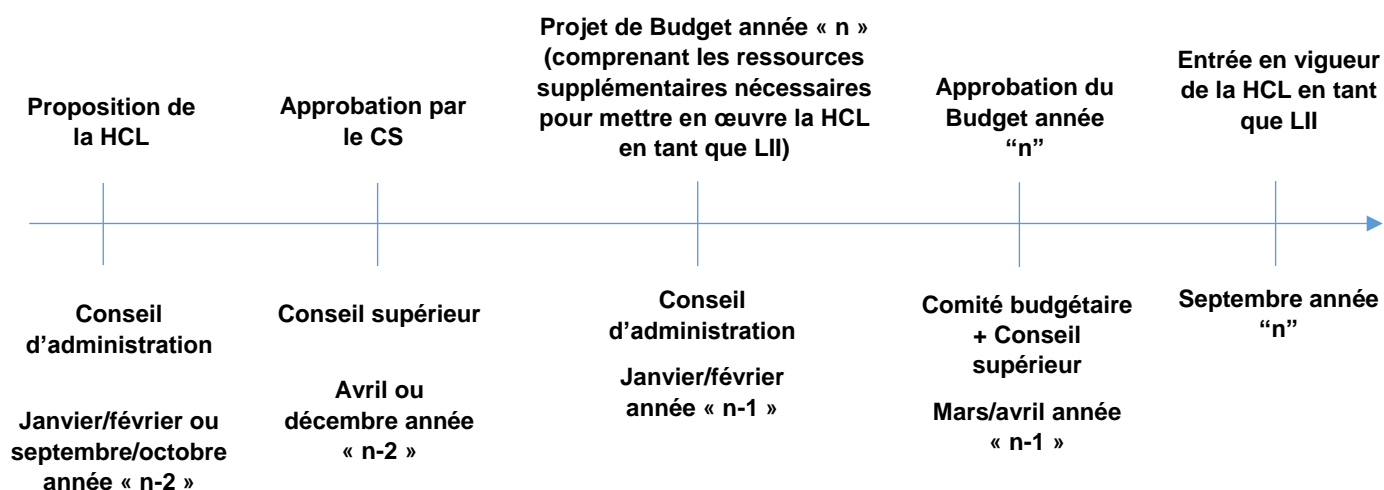 Proposition de
la HCL
Approbation par
le CS
Projet de Budget année « n »
(comprenant les ressources
supplémentaires nécessaires
pour mettre en œuvre la HCL
en tant que LII)
Approbation du
Budget année
“n”
Entrée en vigueur
de la HCL en tant
que LII
Conseil
d’administration
Janvier/février ou
septembre/octobre
année « n-2 »
Conseil supérieur
Avril ou
décembre année
« n-2 »
Conseil
d’administration
Janvier/février
année « n-1 »
Comité budgétaire
+ Conseil
supérieur
Mars/avril année
« n-1 »
Septembre année
“n”